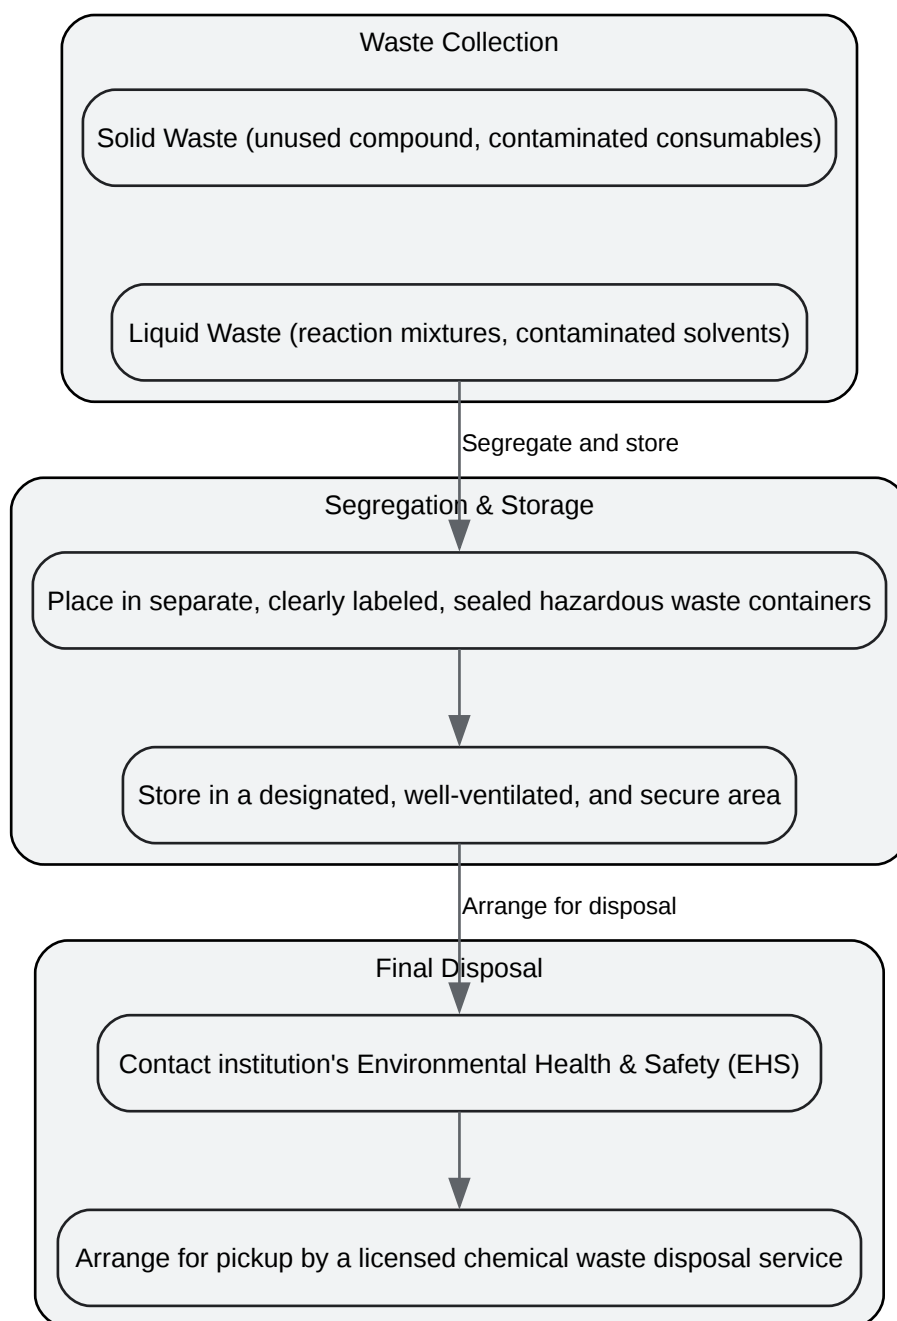 Waste Collection
Solid Waste (unused compound, contaminated consumables)
Liquid Waste (reaction mixtures, contaminated solvents)
Segregate and store
Segregation & Storage
Place in separate, clearly labeled, sealed hazardous waste containers
Store in a designated, well-ventilated, and secure area
Arrange for disposal
Final Disposal
Contact institution's Environmental Health & Safety (EHS)
Arrange for pickup by a licensed chemical waste disposal service